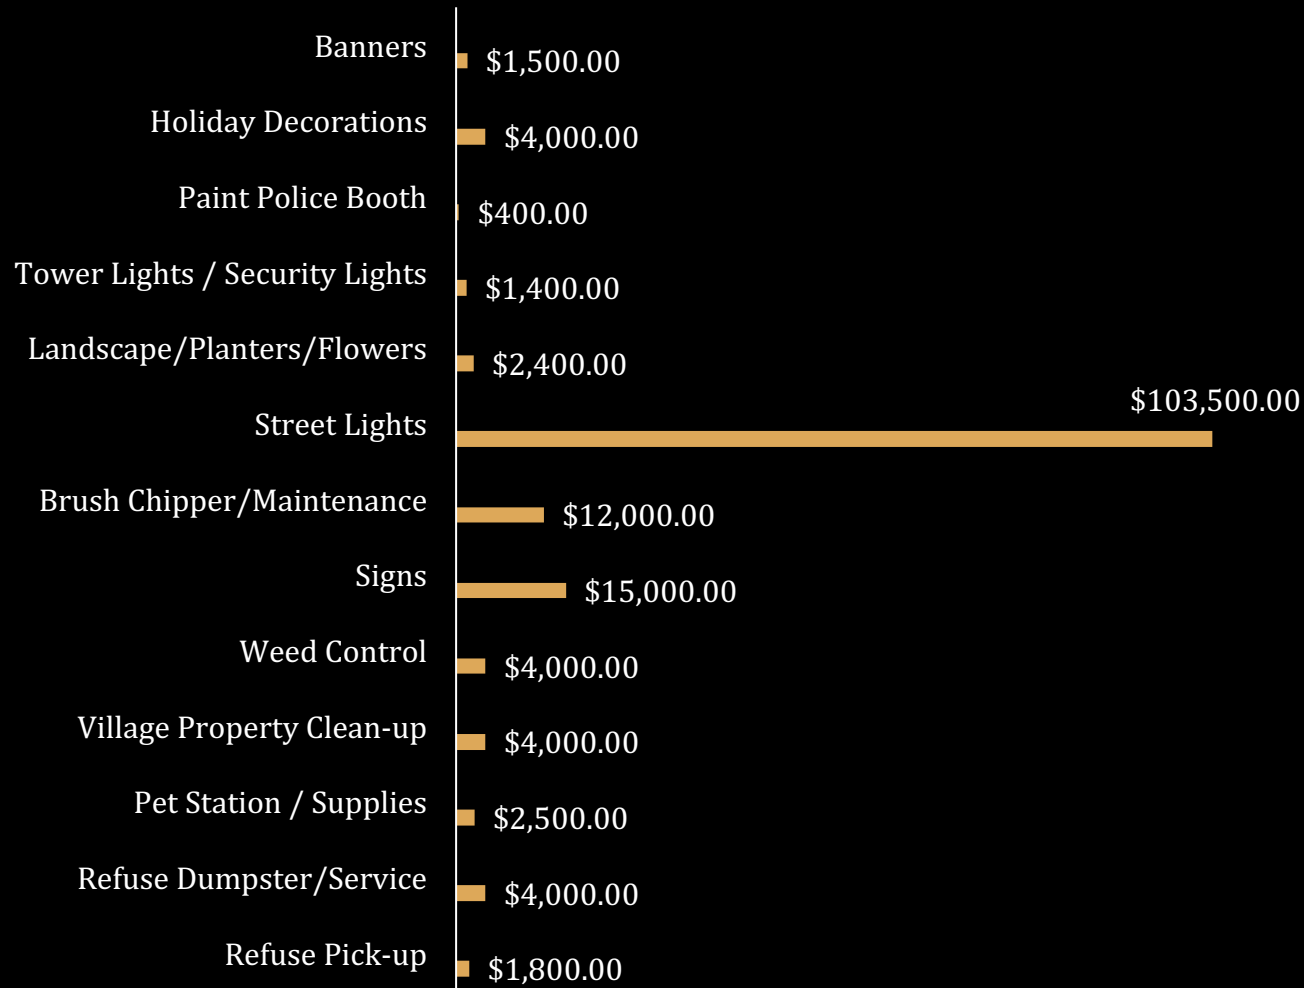 Banners $1,500.00
Holiday Decorations $4,000.00
Paint Police Booth $400.00
Tower Lights / Security Lights $1,400.00
Landscape/Planters/Flowers $2,400.00
Street Lights $103,500.00
Brush Chipper/Maintenance $12,000.00
Signs $15,000.00
Weed Control $4,000.00
Village Property Clean-up $4,000.00
Pet Station / Supplies $2,500.00
Refuse Dumpster/Service $4,000.00
Refuse Pick-up $1,800.00